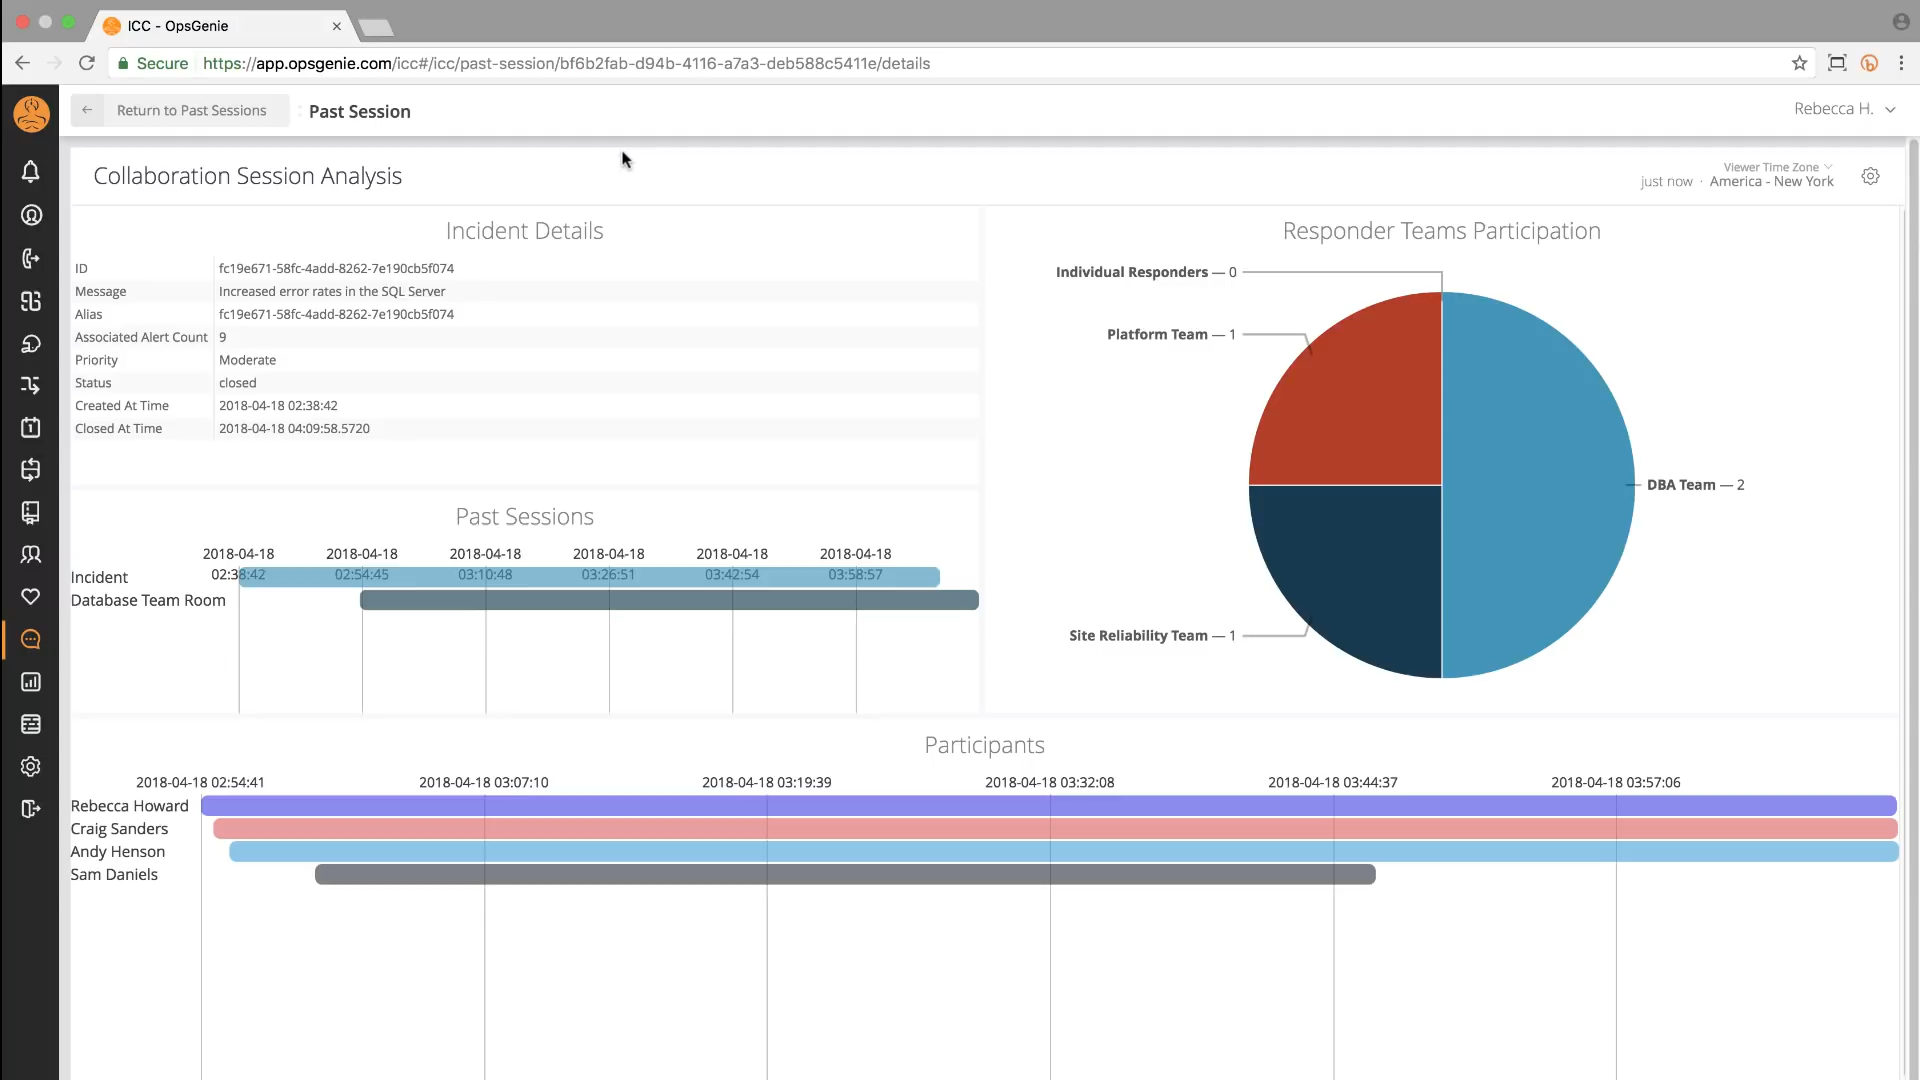 ICC - OpsGenie
Secure https://app.opsgenie.com/icc#/icc/past-session/bf6b2fab-d94b-4116-a7a3-deb588c5411e/details
Return to Past Sessions
Past Session
Rebecca H.
Collaboration Session Analysis
Viewer Time Zone
just now · America - New York
Incident Details
ID fc19e671-58fc-4add-8262-7e190cb5f074
Message Increased error rates in the SQL Server
Alias fc19e671-58fc-4add-8262-7e190cb5f074
Associated Alert Count 9
Priority Moderate
Status closed
Created At Time 2018-04-18 02:38:42
Closed At Time 2018-04-18 04:09:58.5720
Responder Teams Participation
Individual Responders — 0
Platform Team — 1
DBA Team — 2
Site Reliability Team — 1
Past Sessions
2018-04-18 2018-04-18 2018-04-18 2018-04-18 2018-04-18 2018-04-18
02:38:42 02:54:45 03:10:48 03:26:51 03:42:54 03:58:57
Incident
Database Team Room
Participants
2018-04-18 02:54:41 2018-04-18 03:07:10 2018-04-18 03:19:39 2018-04-18 03:32:08 2018-04-18 03:44:37 2018-04-18 03:57:06
Rebecca Howard
Craig Sanders
Andy Henson
Sam Daniels